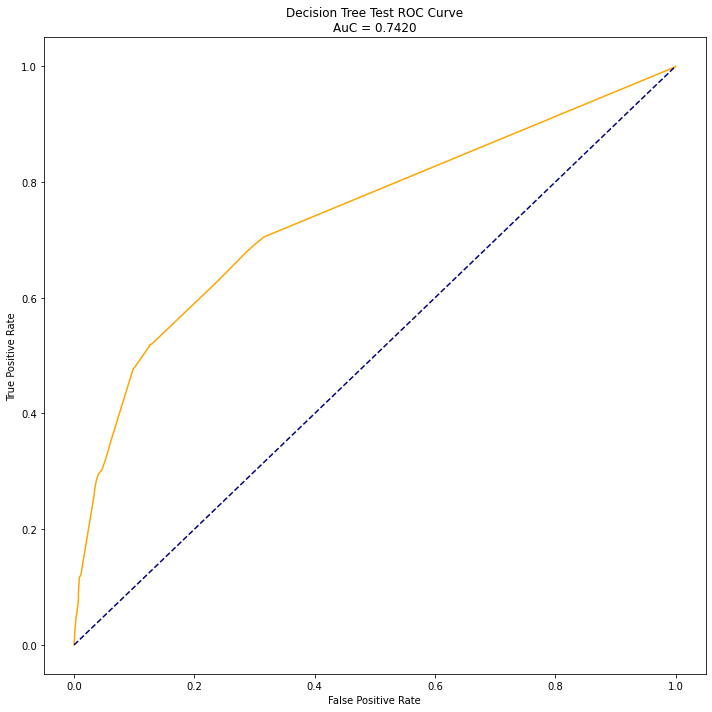 Decision Tree Test ROC Curve
AuC = 0.7420
1.0
0.8
0.6
0.4
0.2
0.0
True Positive Rate
0.0 0.2 0.4 0.6 0.8 1.0
False Positive Rate